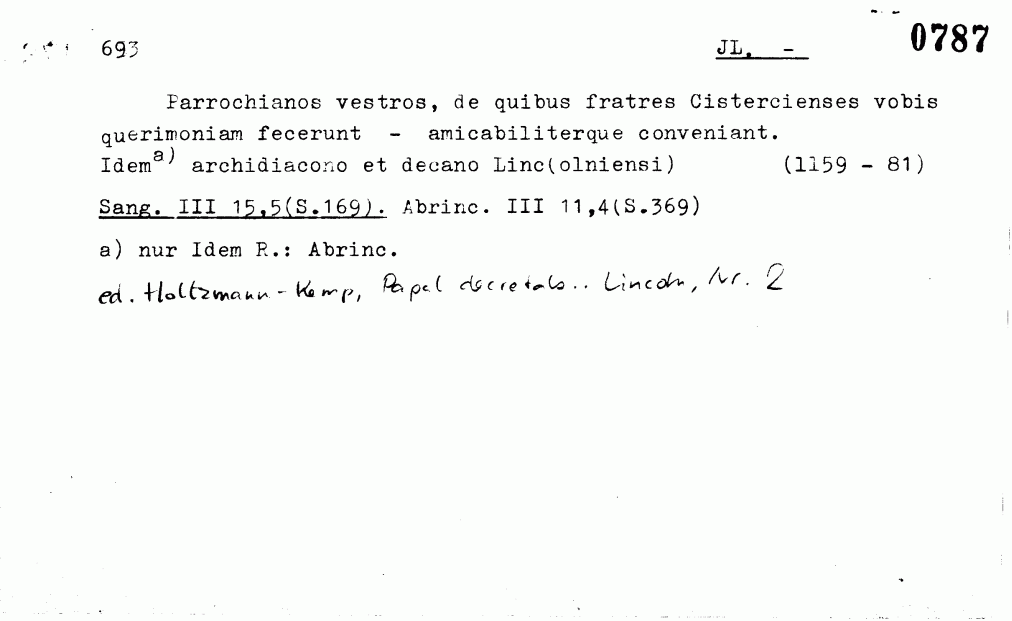 693 JL. - 0787
Parrochianos vestros, de quibus fratres Cistercienses vobis
querimoniam fecerunt - amicabiliterque conveniant.
Idem a) archidiacono et decano Linc(olniensi) (1159 - 81)
Sang. III 15,5(S.169). Abrinc. III 11,4(S.369)
a) nur Idem R.: Abrinc.
ed. Holtzmann-Kemp, Papal decretals.. Lincoln, Nr. 2